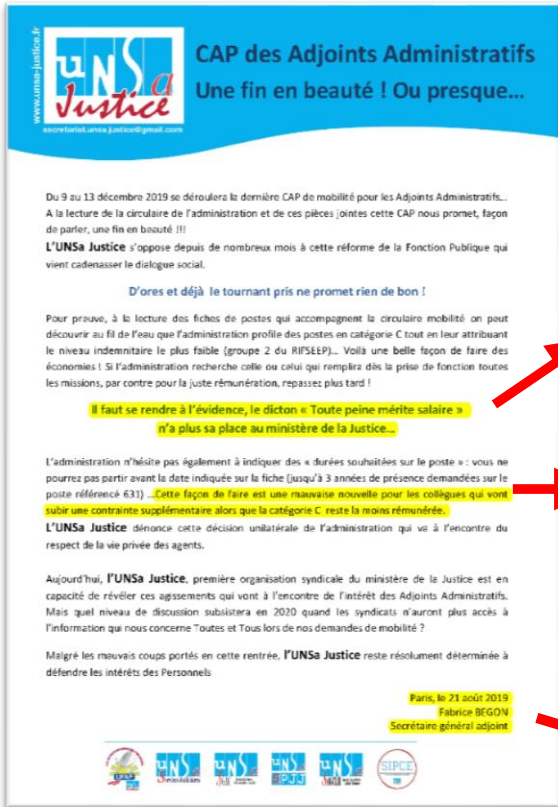 www.unsa-justice.fr
UNSa
Justice
secretariat.unsa.justice@gmail.com
CAP des Adjoints Administratifs
Une fin en beauté ! Ou presque...
Du 9 au 13 décembre 2019 se déroulera la dernière CAP de mobilité pour les Adjoints Administratifs...
A la lecture de la circulaire de l'administration et de ces pièces jointes cette CAP nous promet, façon
de parler, une fin en beauté !!!
L'UNSa Justice s'oppose depuis de nombreux mois à cette réforme de la Fonction Publique qui
vient cadenasser le dialogue social.
D'ores et déjà le tournant pris ne promet rien de bon !
Pour preuve, à la lecture des fiches de postes qui accompagnent la circulaire mobilité on peut
découvrir au fil de l'eau que l'administration profile des postes en catégorie C tout en leur attribuant
le niveau indemnitaire le plus faible (groupe 2 du RIFSEEP)... Voilà une belle façon de faire des
économies ! Si l'administration recherche celle ou celui qui remplira dès la prise de fonction toutes
les missions, par contre pour la juste rémunération, repassez plus tard !
Il faut se rendre à l'évidence, le dicton « Toute peine mérite salaire »
n'a plus sa place au ministère de la Justice...
L'administration n'hésite pas également à indiquer des « durées souhaitées sur le poste » : vous ne
pourrez pas partir avant la date indiquée sur la fiche (jusqu'à 3 années de présence demandées sur le
poste référencé 631) ...Cette façon de faire est une mauvaise nouvelle pour les collègues qui vont
subir une contrainte supplémentaire alors que la catégorie C reste la moins rémunérée.
L'UNSa Justice dénonce cette décision unilatérale de l'administration qui va à l'encontre du
respect de la vie privée des agents.
Aujourd'hui, l'UNSa Justice, première organisation syndicale du ministère de la Justice est en
capacité de révéler ces agissements qui vont à l'encontre de l'intérêt des Adjoints Administratifs.
Mais quel niveau de discussion subsistera en 2020 quand les syndicats n'auront plus accès à
l'information qui nous concerne Toutes et Tous lors de nos demandes de mobilité ?
Malgré les mauvais coups portés en cette rentrée, l'UNSa Justice reste résolument déterminée à
défendre les intérêts des Personnels
Paris, le 21 août 2019
Fabrice BEGON
Secrétaire général adjoint
UFAP
UNSa
UNSa
UNSa
SPJJ
UNSa
SIPCE